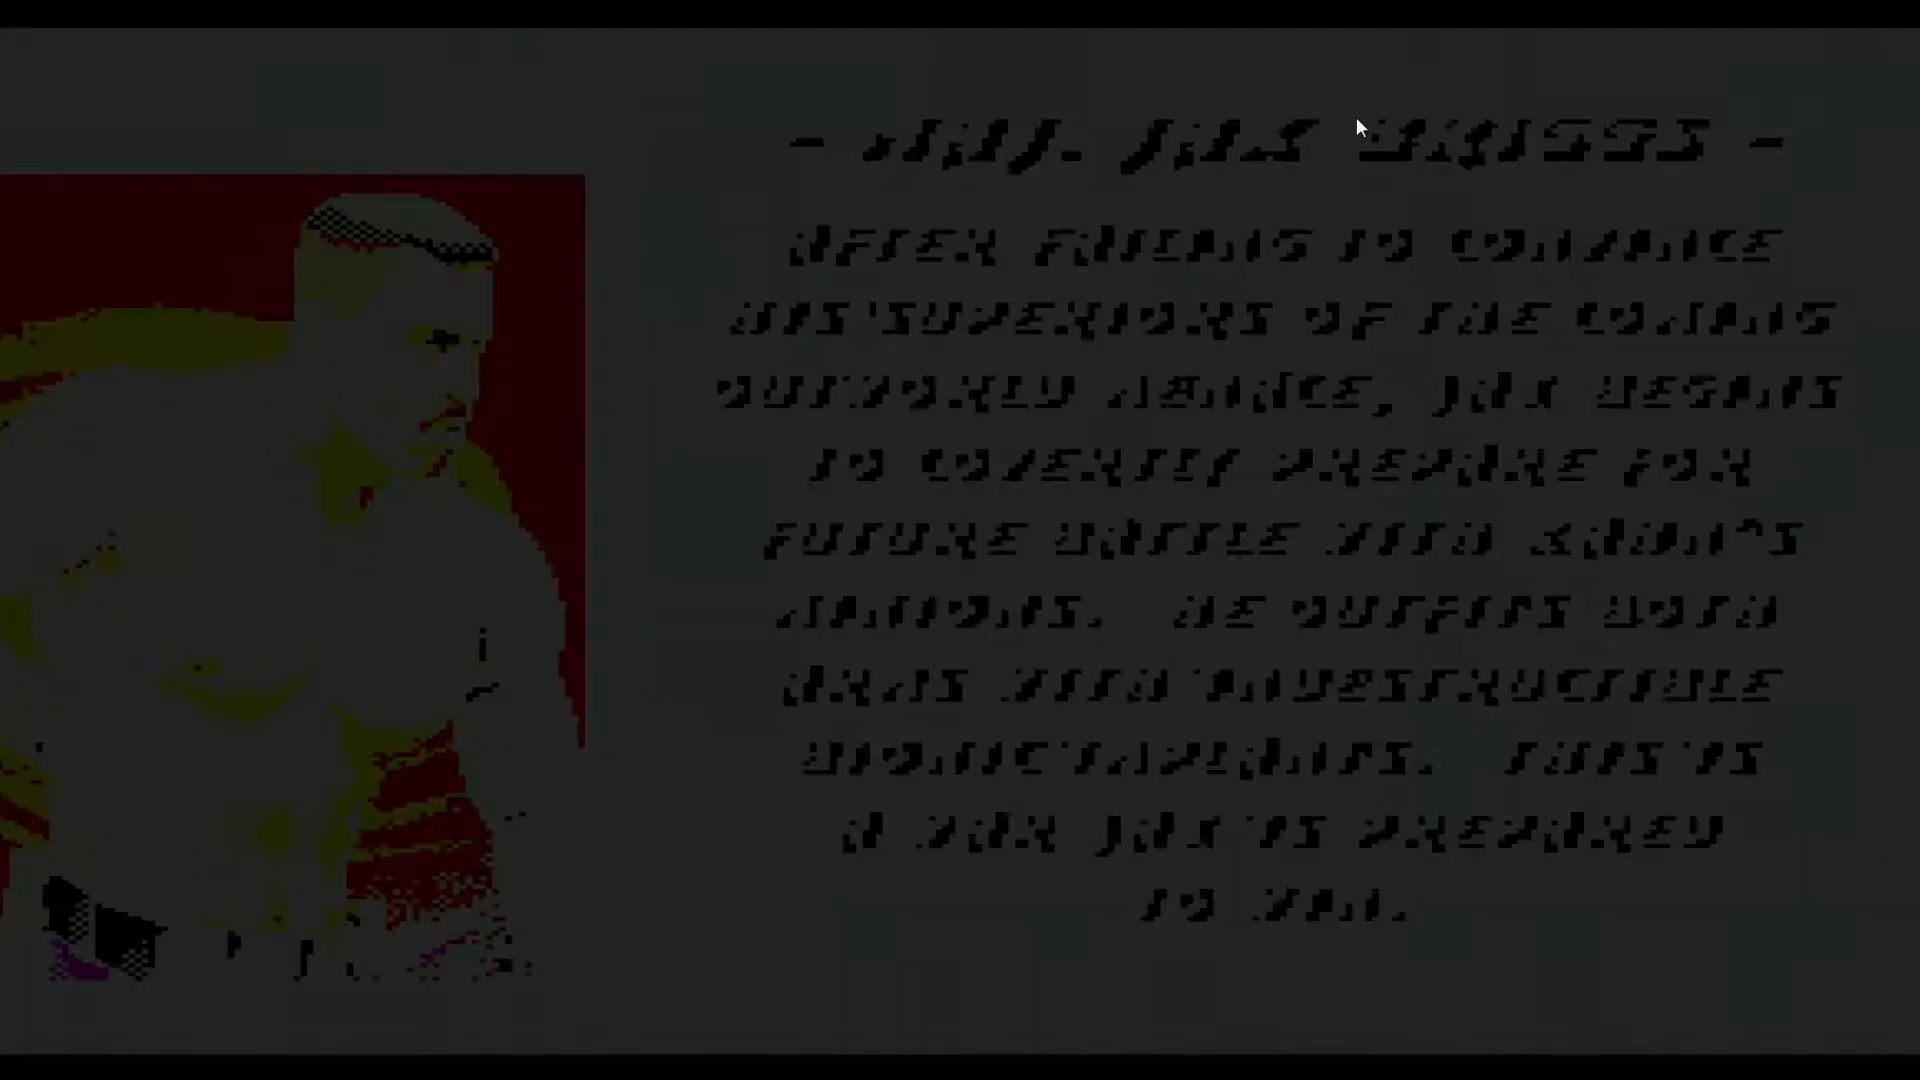 - MAJ. JAX BRIGGS -
AFTER FAILING TO CONVINCE
HIS SUPERIORS OF THE COMING
OUTWORLD MENACE, JAX BEGINS
TO COVERTLY PREPARE FOR
FUTURE BATTLE WITH KHAN'S
MINIONS. HE OUTFITS BOTH
ARMS WITH INDESTRUCTIBLE
BIONIC IMPLANTS. THIS IS
A WAR JAX IS PREPARED
TO WIN.